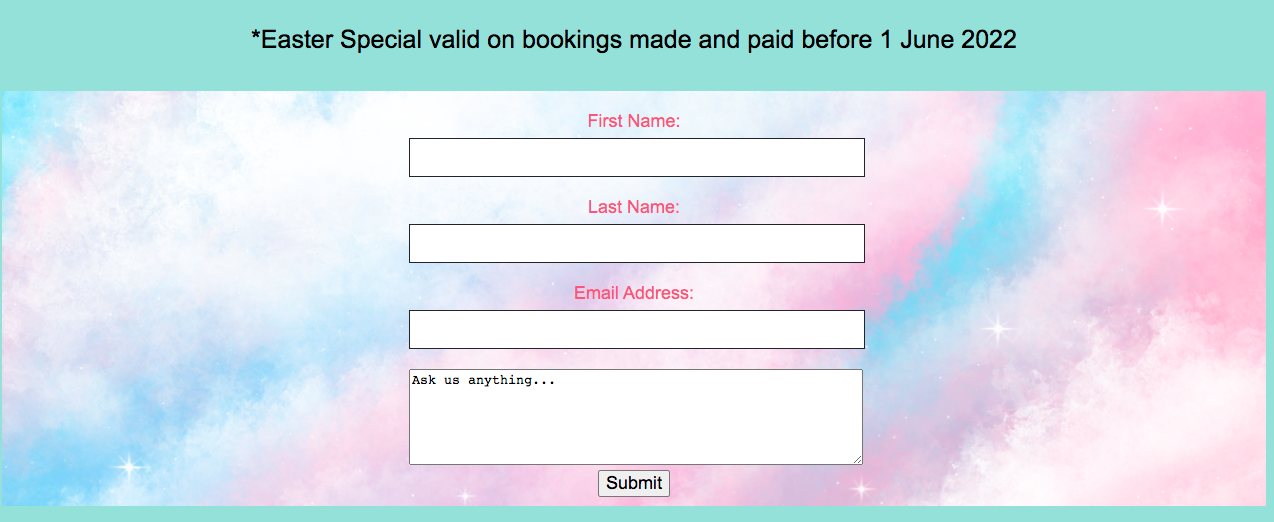 *Easter Special valid on bookings made and paid before 1 June 2022
First Name:
Last Name:
Email Address:
Ask us anything...
Submit